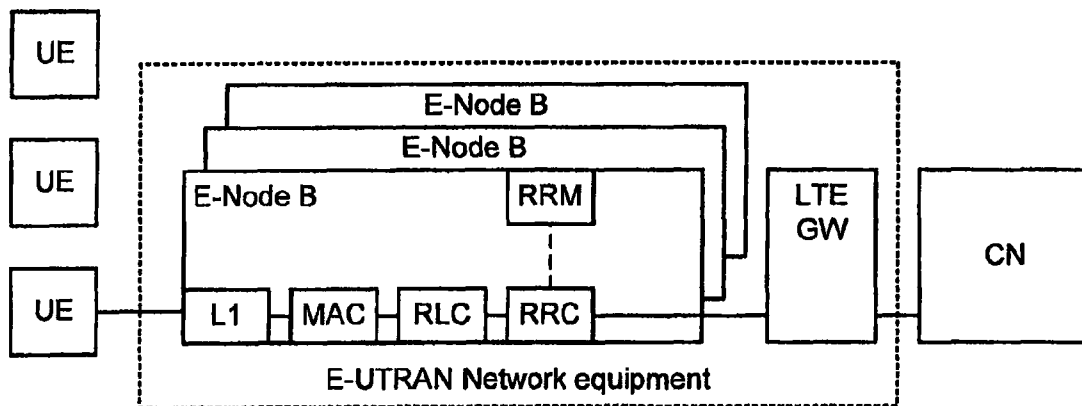 UE
E-Node B
E-Node B
UE
E-Node B
RRM
LTE
GW
CN
UE
L1
MAC
RLC
RRC
E-UTRAN Network equipment